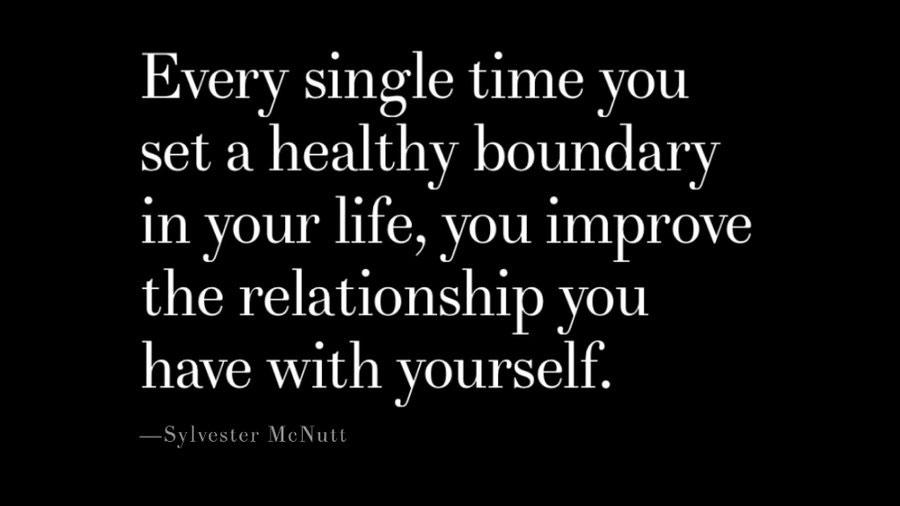 Every single time you
set a healthy boundary
in your life, you improve
the relationship you
have with yourself.
—Sylvester McNutt